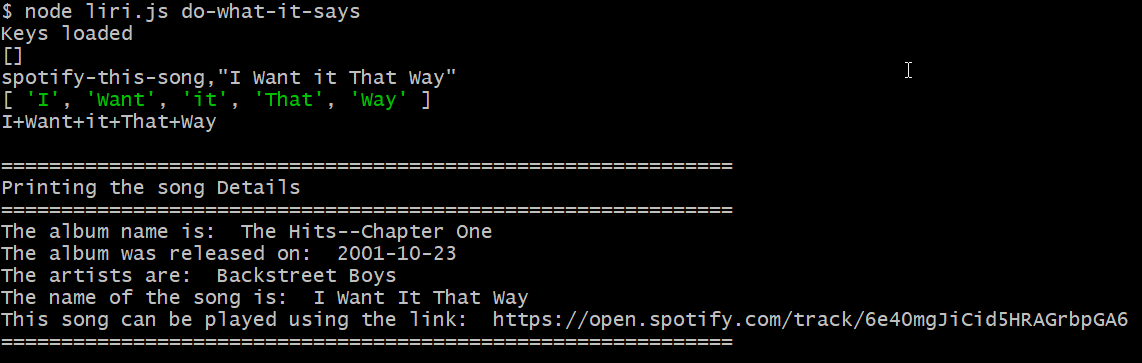 $ node liri.js do-what-it-says
Keys loaded
[]
spotify-this-song,"I Want it That Way"
[ 'I', 'Want', 'it', 'That', 'Way' ]
I+Want+it+That+Way
=============================================================
Printing the song Details
=============================================================
The album name is:  The Hits--Chapter One
The album was released on:  2001-10-23
The artists are:  Backstreet Boys
The name of the song is:  I Want It That Way
This song can be played using the link:  https://open.spotify.com/track/6e40mgJiCid5HRAGrbpGA6
=============================================================